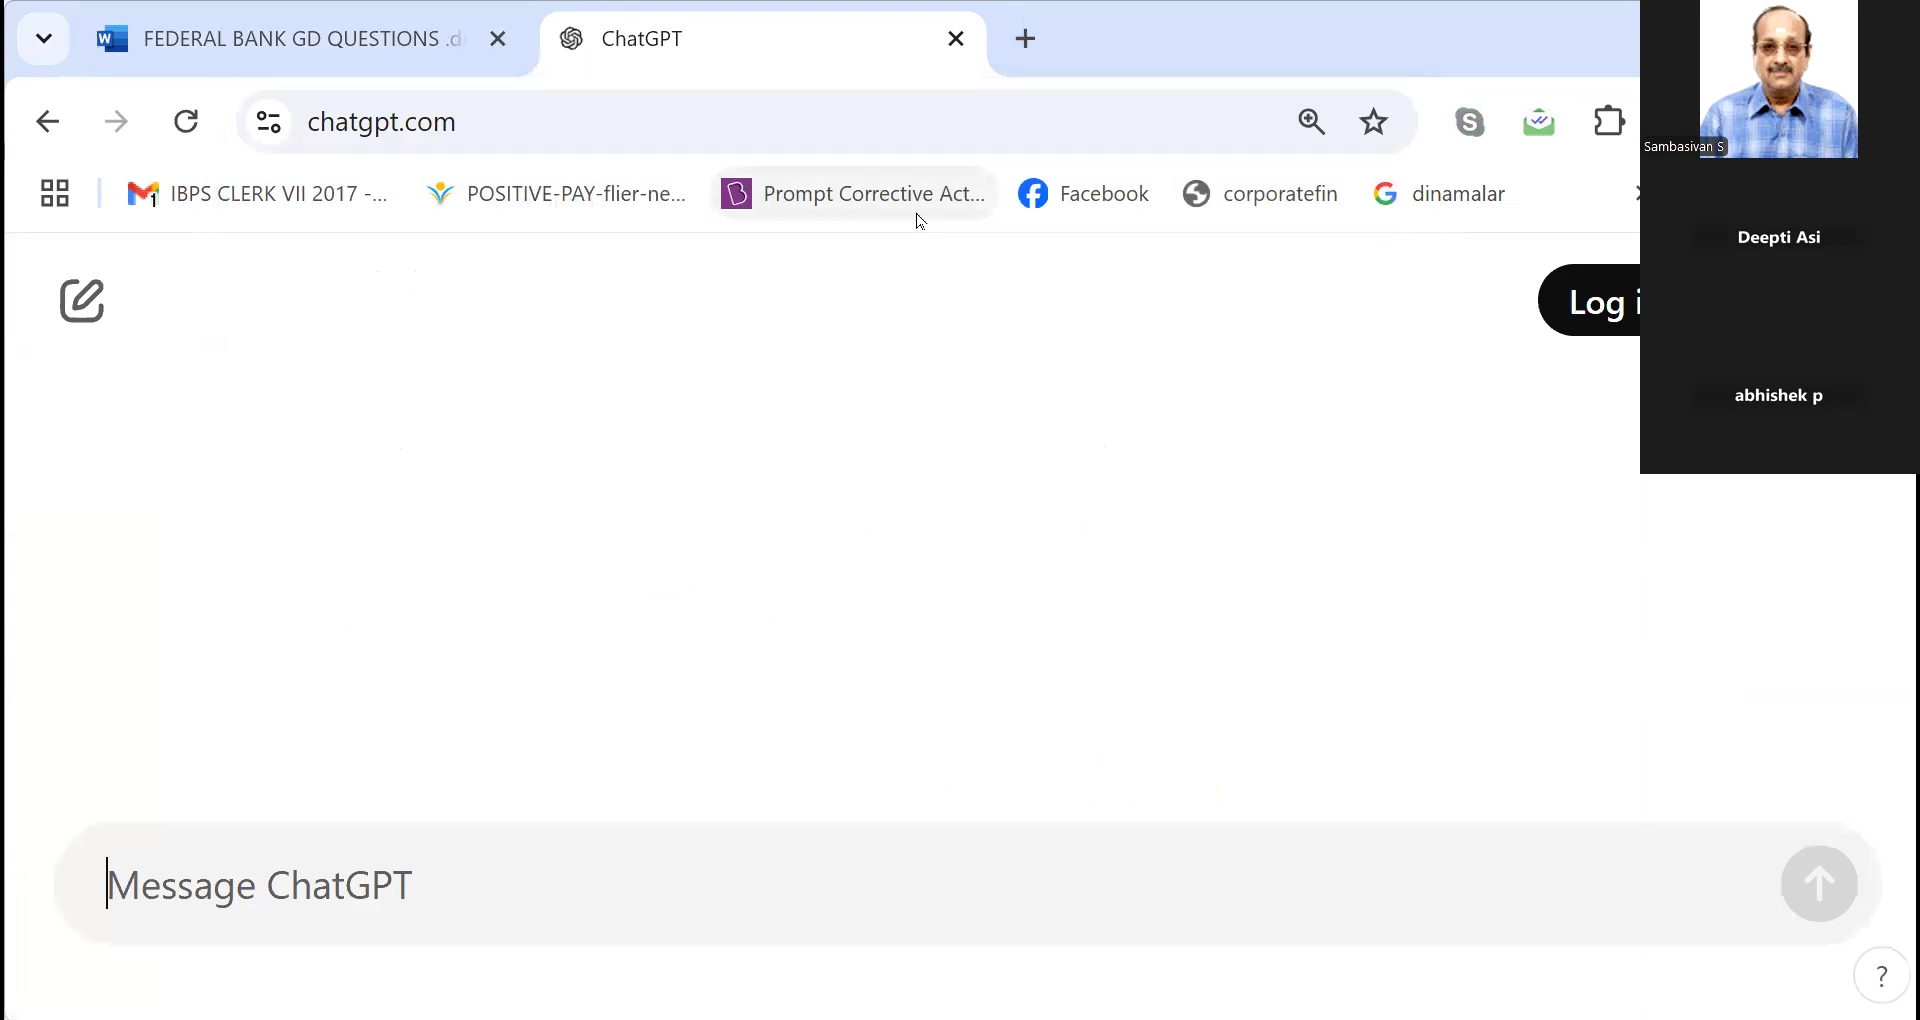 FEDERAL BANK GD QUESTIONS .d
ChatGPT
chatgpt.com
IBPS CLERK VII 2017 -...
POSITIVE-PAY-flier-ne...
Prompt Corrective Act...
Facebook
corporatefin
dinamalar
Log i
Sambasivan S
Deepti Asi
abhishek p
Message ChatGPT
?